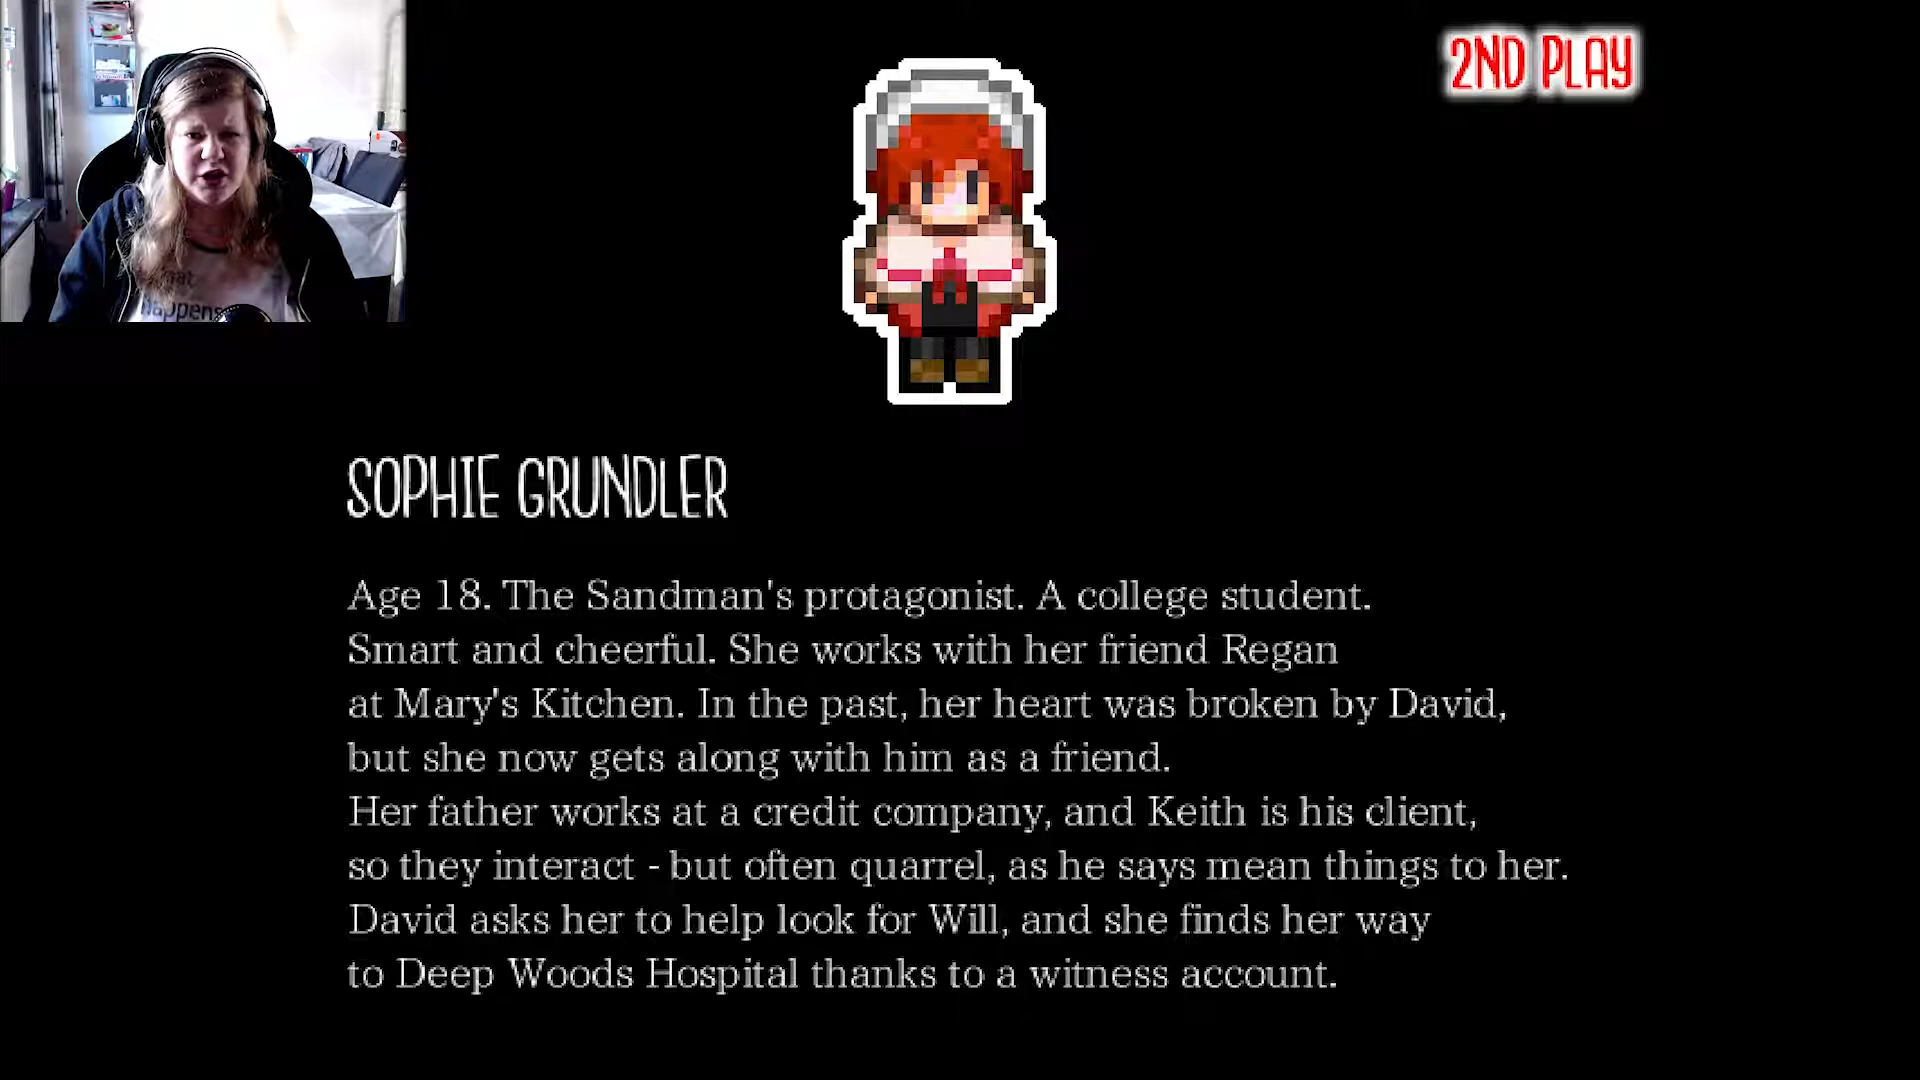 2ND PLAY
happens
SOPHIE GRUNDLER
Age 18. The Sandman's protagonist. A college student.
Smart and cheerful. She works with her friend Regan
at Mary's Kitchen. In the past, her heart was broken by David,
but she now gets along with him as a friend.
Her father works at a credit company, and Keith is his client,
so they interact - but often quarrel, as he says mean things to her.
David asks her to help look for Will, and she finds her way
to Deep Woods Hospital thanks to a witness account.